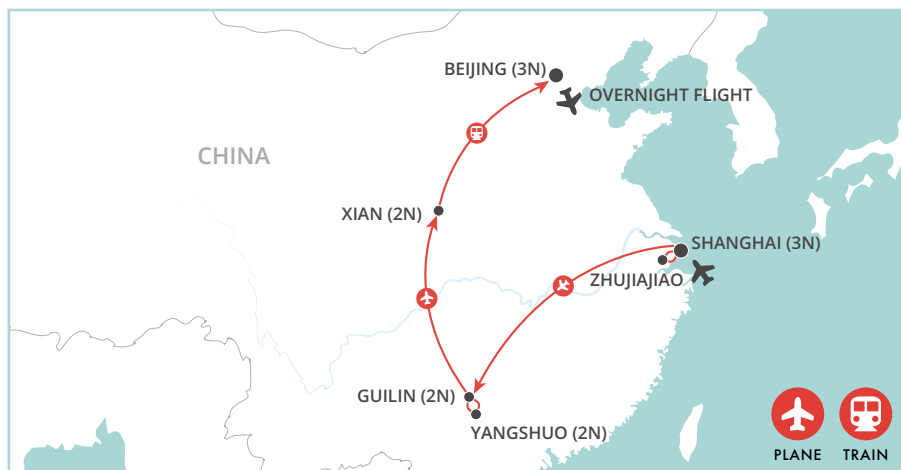 BEIJING (3N)
OVERNIGHT FLIGHT
CHINA
XIAN (2N)
SHANGHAI (3N)
ZHUJIAJIAO
GUILIN (2N)
YANGSHUO (2N)
PLANE
TRAIN